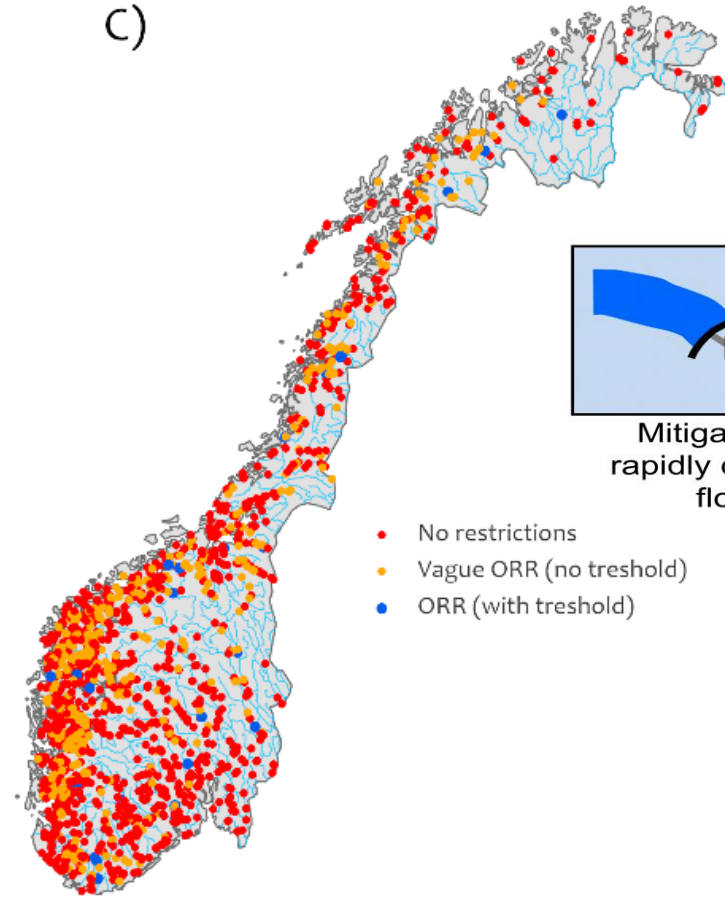 C)
Mitiga
rapidly
flo
No restrictions
Vague ORR (no treshold)
ORR (with treshold)